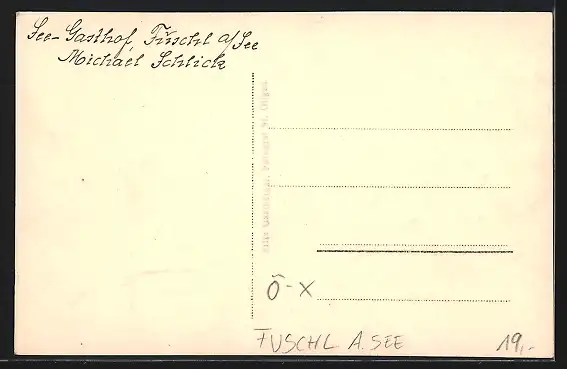 See-Gasthof, Fuschl a/See
Michael Schlick
Ö-X
FUSCHL A. SEE
19,-